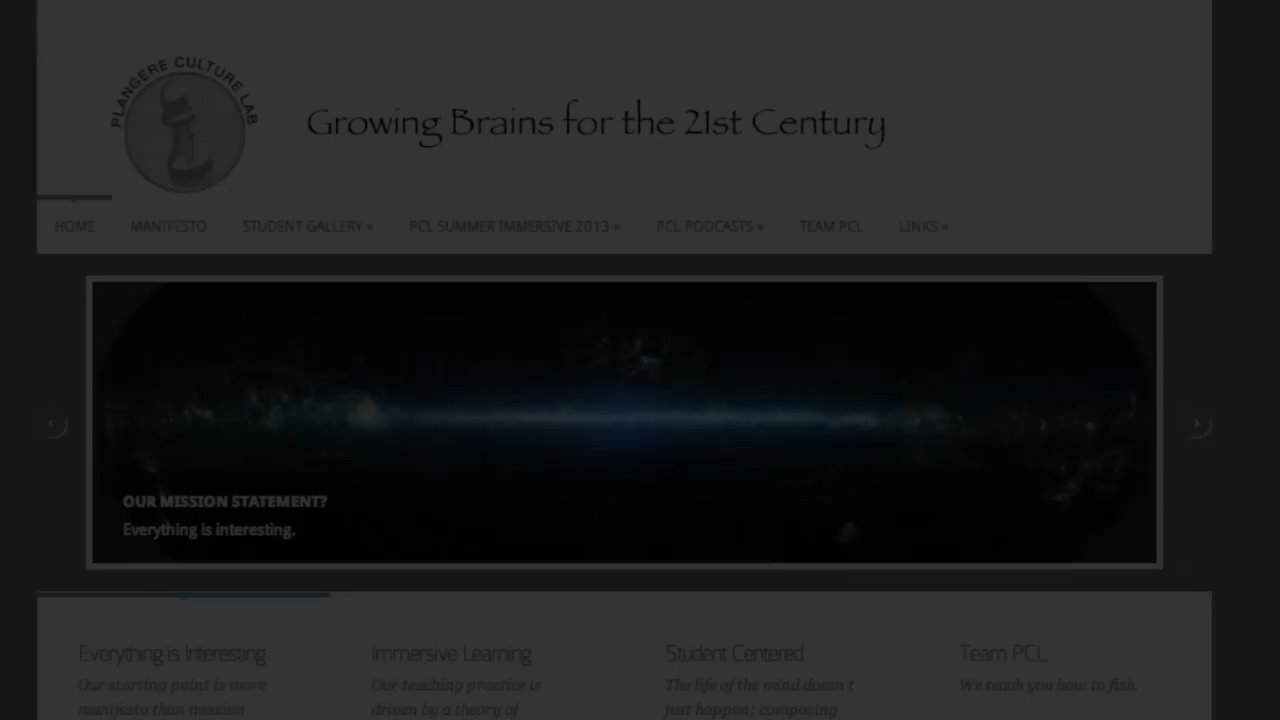 PLANGERE CULTURE LAB
Growing Brains for the 21st Century
HOME MANIFESTO STUDENT GALLERY » PCL SUMMER IMMERSIVE 2013 » PCL PODCASTS » TEAM PCL LINKS »
OUR MISSION STATEMENT?
Everything is interesting.
Everything is Interesting Immersive Learning Student Centered Team PCL
Our starting point is more Our teaching practice is The life of the mind doesn't We teach you how to fish.
manifesto than mission driven by a theory of just happen; composing